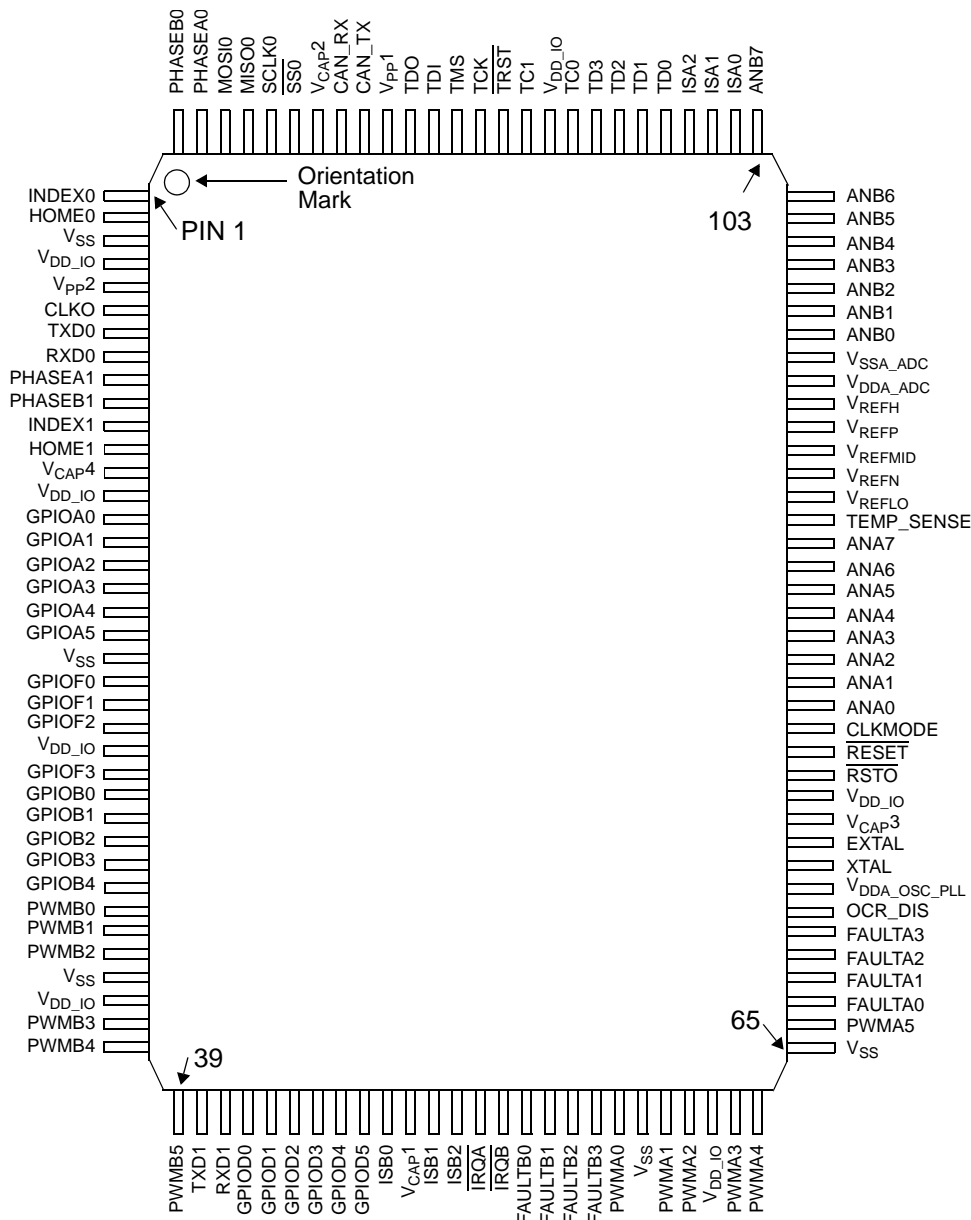 PHASEB0
PHASEA0
MOSI0
MISO0
SCLK0
SS0
VCAP2
CAN_RX
CAN_TX
VPP1
TDO
TDI
TMS
TCK
TRST
TC1
VDD_IO
TC0
TD3
TD2
TD1
TD0
ISA2
ISA1
ISA0
ANB7
Orientation
Mark
PIN 1
103
INDEX0
HOME0
VSS
VDD_IO
VPP2
CLKO
TXD0
RXD0
PHASEA1
PHASEB1
INDEX1
HOME1
VCAP4
VDD_IO
GPIOA0
GPIOA1
GPIOA2
GPIOA3
GPIOA4
GPIOA5
VSS
GPIOF0
GPIOF1
GPIOF2
VDD_IO
GPIOF3
GPIOB0
GPIOB1
GPIOB2
GPIOB3
GPIOB4
PWMB0
PWMB1
PWMB2
VSS
VDD_IO
PWMB3
PWMB4
ANB6
ANB5
ANB4
ANB3
ANB2
ANB1
ANB0
VSSA_ADC
VDDA_ADC
VREFH
VREFP
VREFMID
VREFN
VREFLO
TEMP_SENSE
ANA7
ANA6
ANA5
ANA4
ANA3
ANA2
ANA1
ANA0
CLKMODE
RESET
RSTO
VDD_IO
VCAP3
EXTAL
XTAL
VDDA_OSC_PLL
OCR_DIS
FAULTA3
FAULTA2
FAULTA1
FAULTA0
PWMA5
VSS
65
39
PWMB5
TXD1
RXD1
GPIOD0
GPIOD1
GPIOD2
GPIOD3
GPIOD4
GPIOD5
ISB0
VCAP1
ISB1
ISB2
IRQA
IRQB
FAULTB0
FAULTB1
FAULTB2
FAULTB3
PWMA0
VSS
PWMA1
PWMA2
VDD_IO
PWMA3
PWMA4